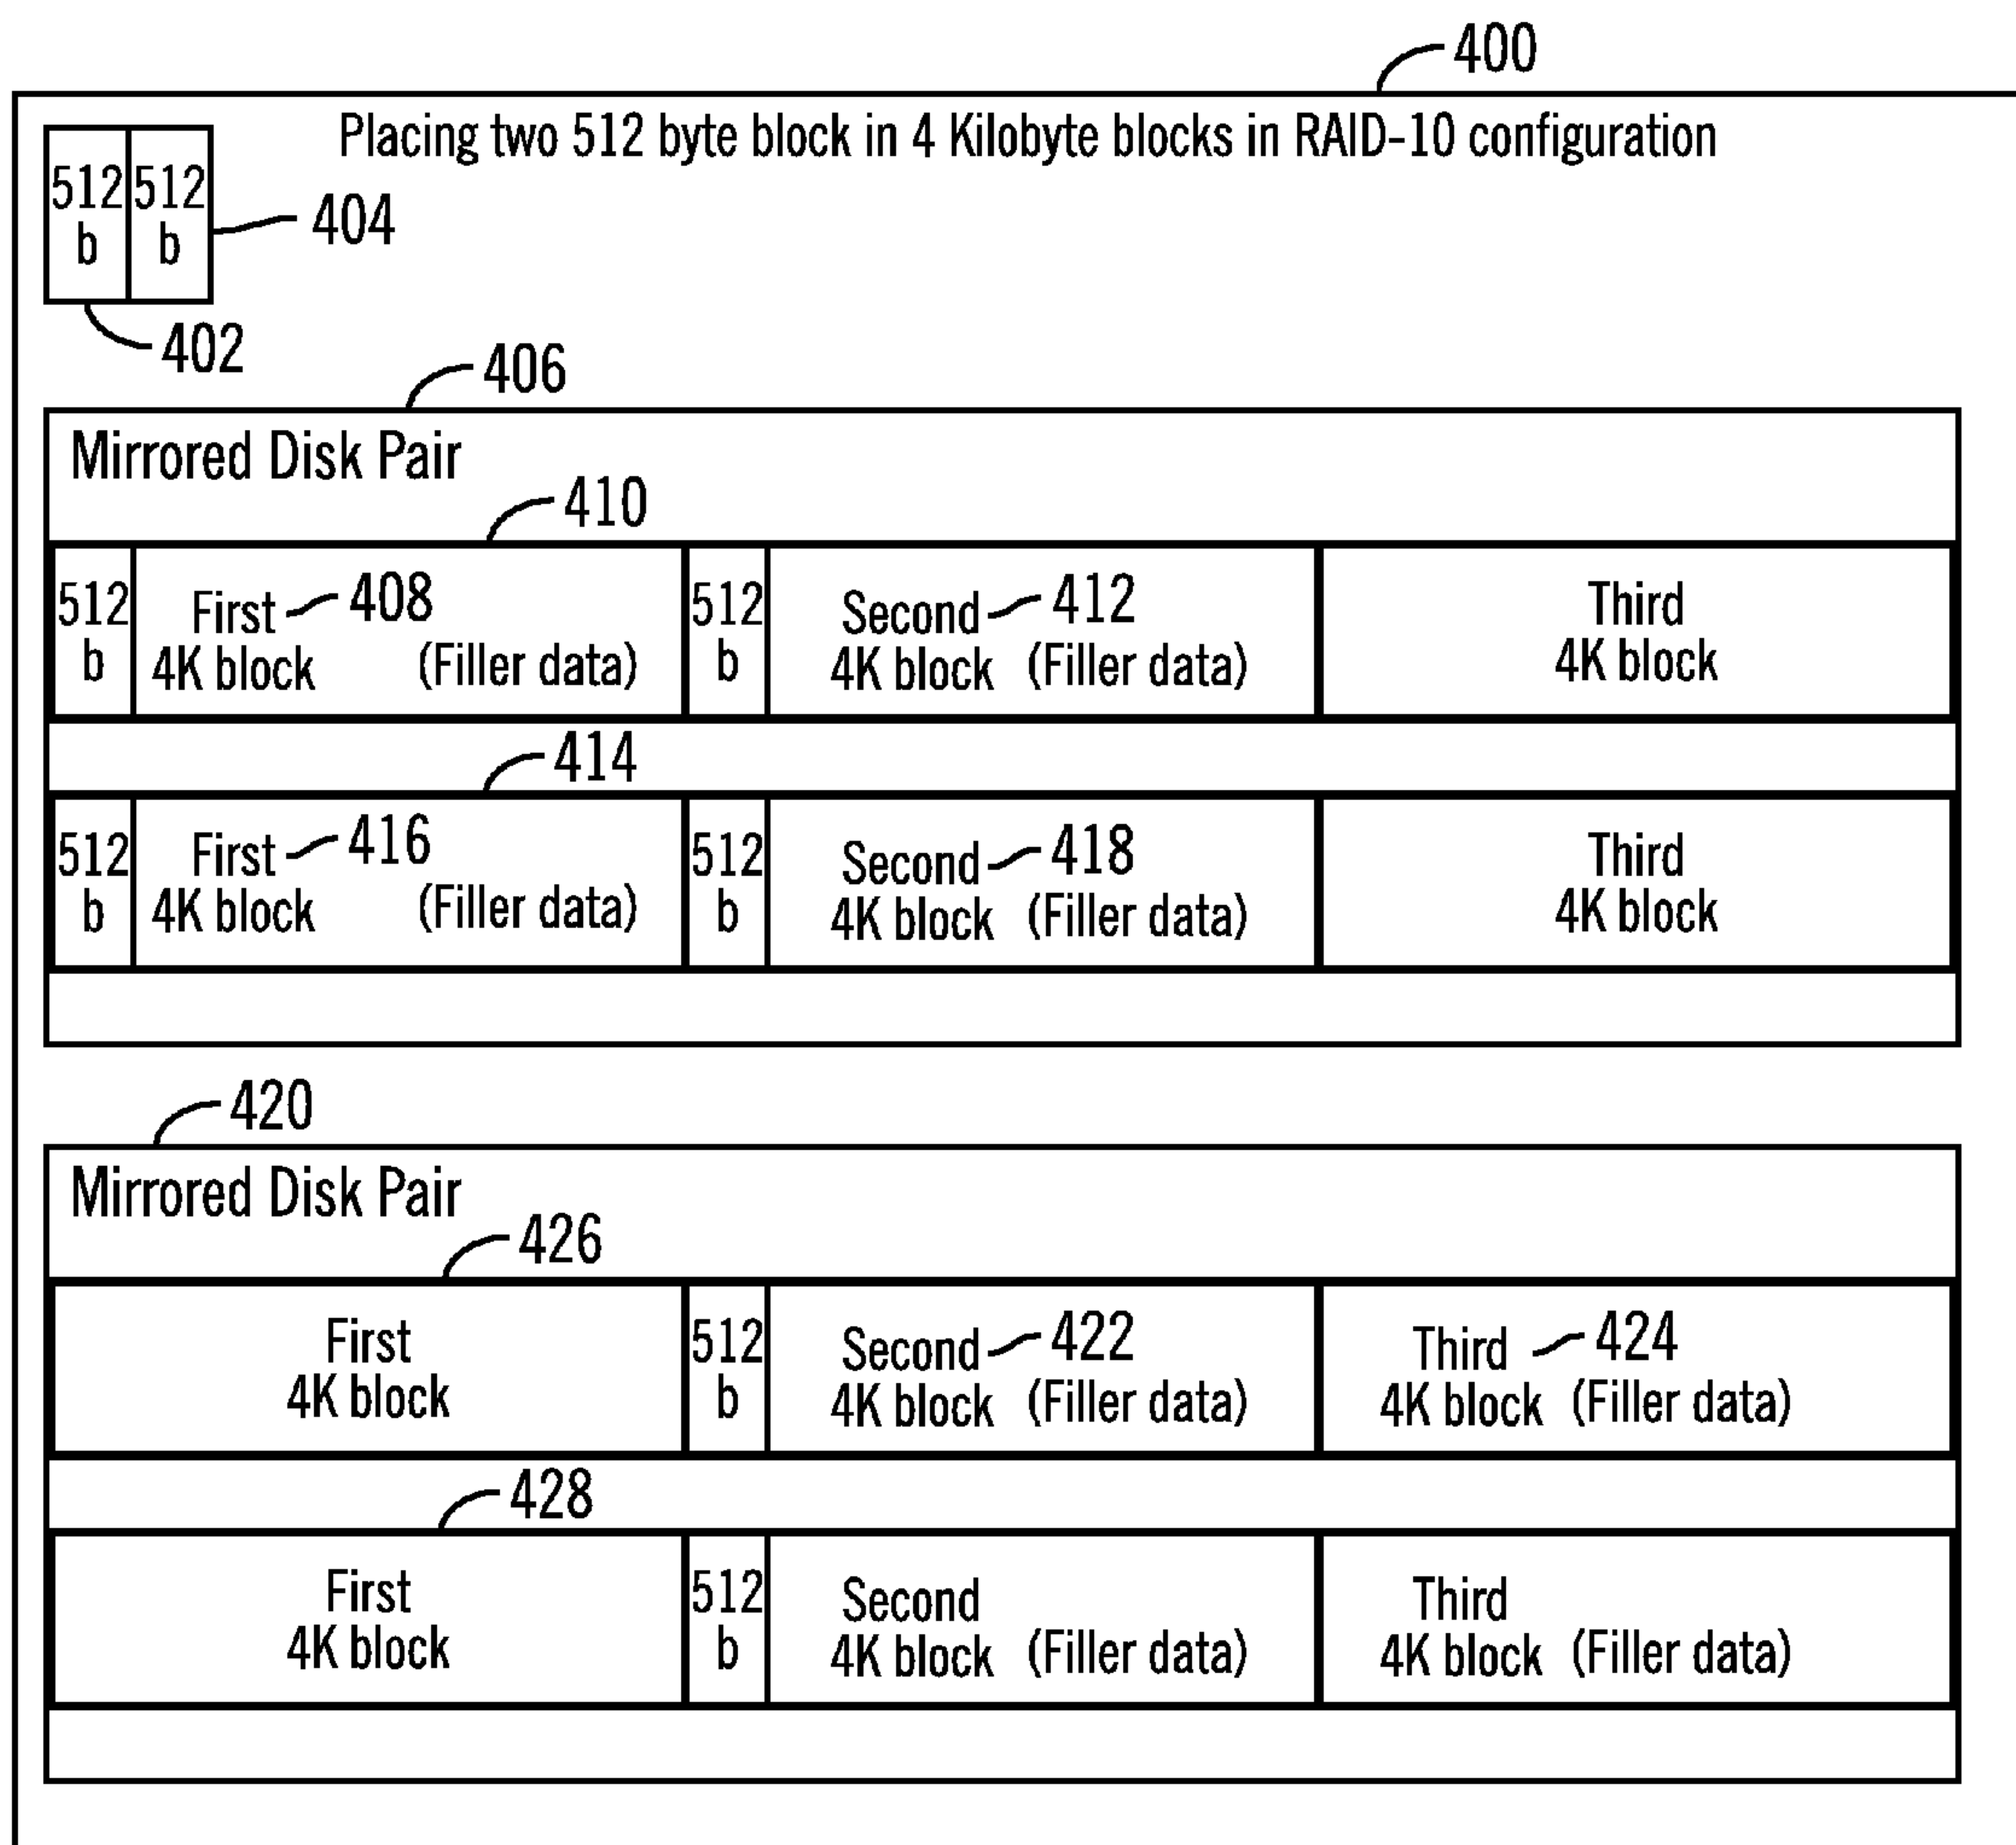 400
Placing two 512 byte block in 4 Kilobyte blocks in RAID-10 configuration
512 512
b b
404
402
406
Mirrored Disk Pair
410
512 First 408 512 Second 412 Third
b 4K block (Filler data) b 4K block (Filler data) 4K block
414
512 First 416 512 Second 418 Third
b 4K block (Filler data) b 4K block (Filler data) 4K block
420
Mirrored Disk Pair
426
First 512 Second 422 Third 424
4K block b 4K block (Filler data) 4K block (Filler data)
428
First 512 Second Third
4K block b 4K block (Filler data) 4K block (Filler data)